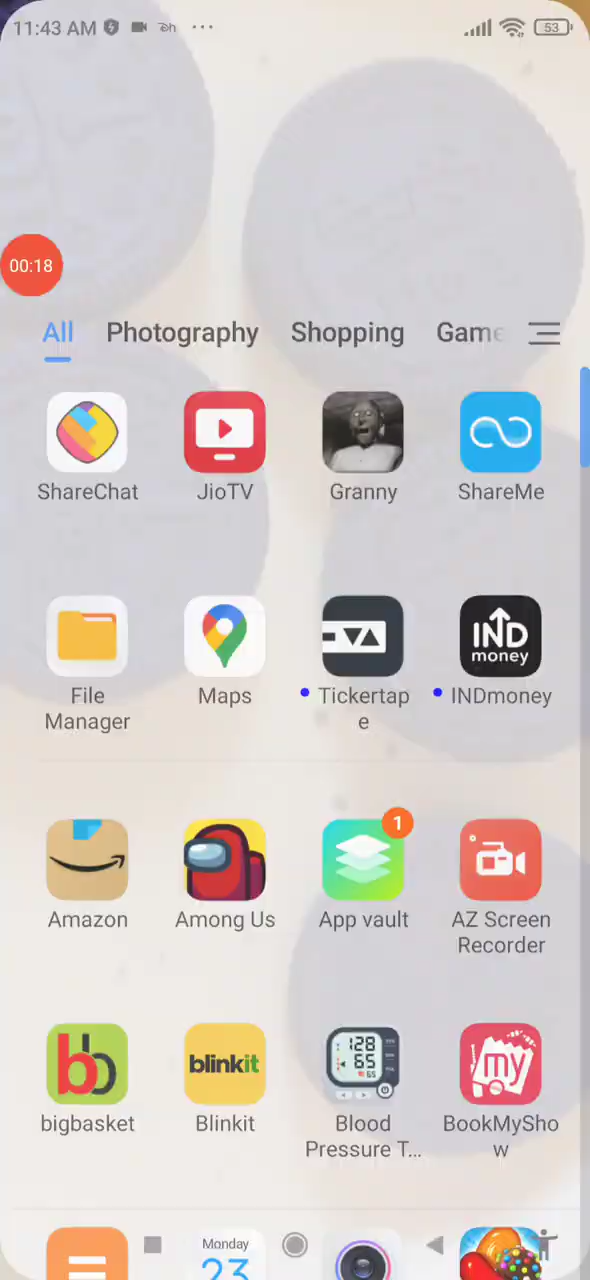 11:43 AM
53
00:18
All Photography Shopping Game
ShareChat JioTV Granny ShareMe
IND
money
File Maps Tickertap INDmoney
Manager e
1
Amazon Among Us App vault AZ Screen
Recorder
128
65
bb blinkit my
bigbasket Blinkit Blood BookMySho
Pressure T... w
Monday
23